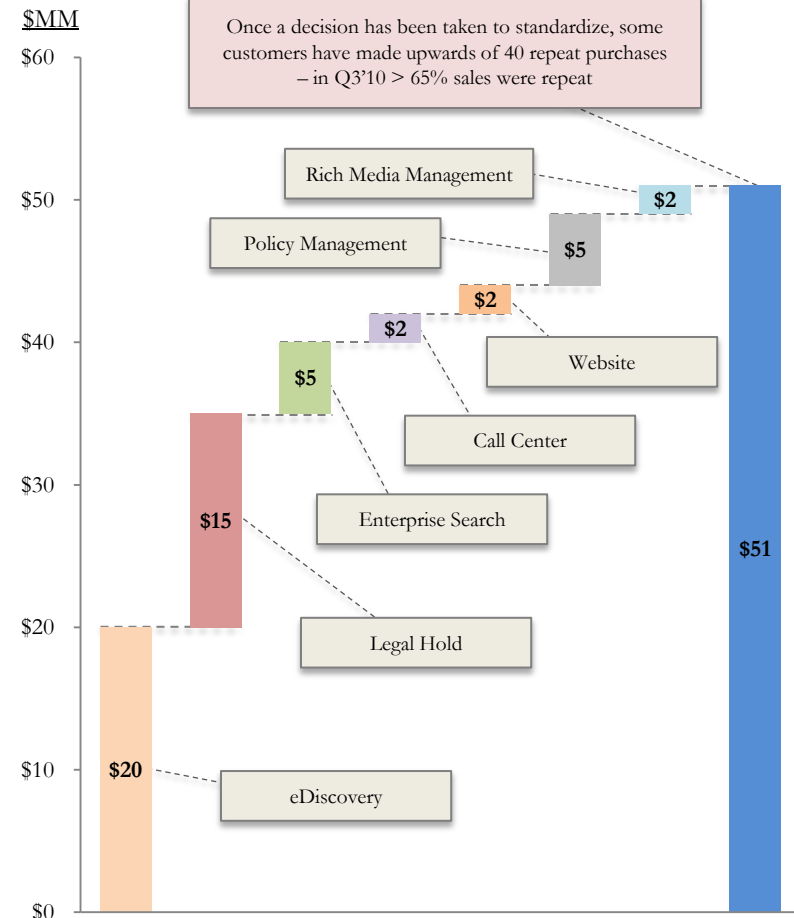 $MM
Once a decision has been taken to standardize, some
customers have made upwards of 40 repeat purchases
– in Q3’10 > 65% sales were repeat
$60
Rich Media Management
$50
$2
Policy Management
$5
$2
$40
$2
Website
$5
Call Center
$30
Enterprise Search
$15
$51
$20
Legal Hold
$10
$20
eDiscovery
$0